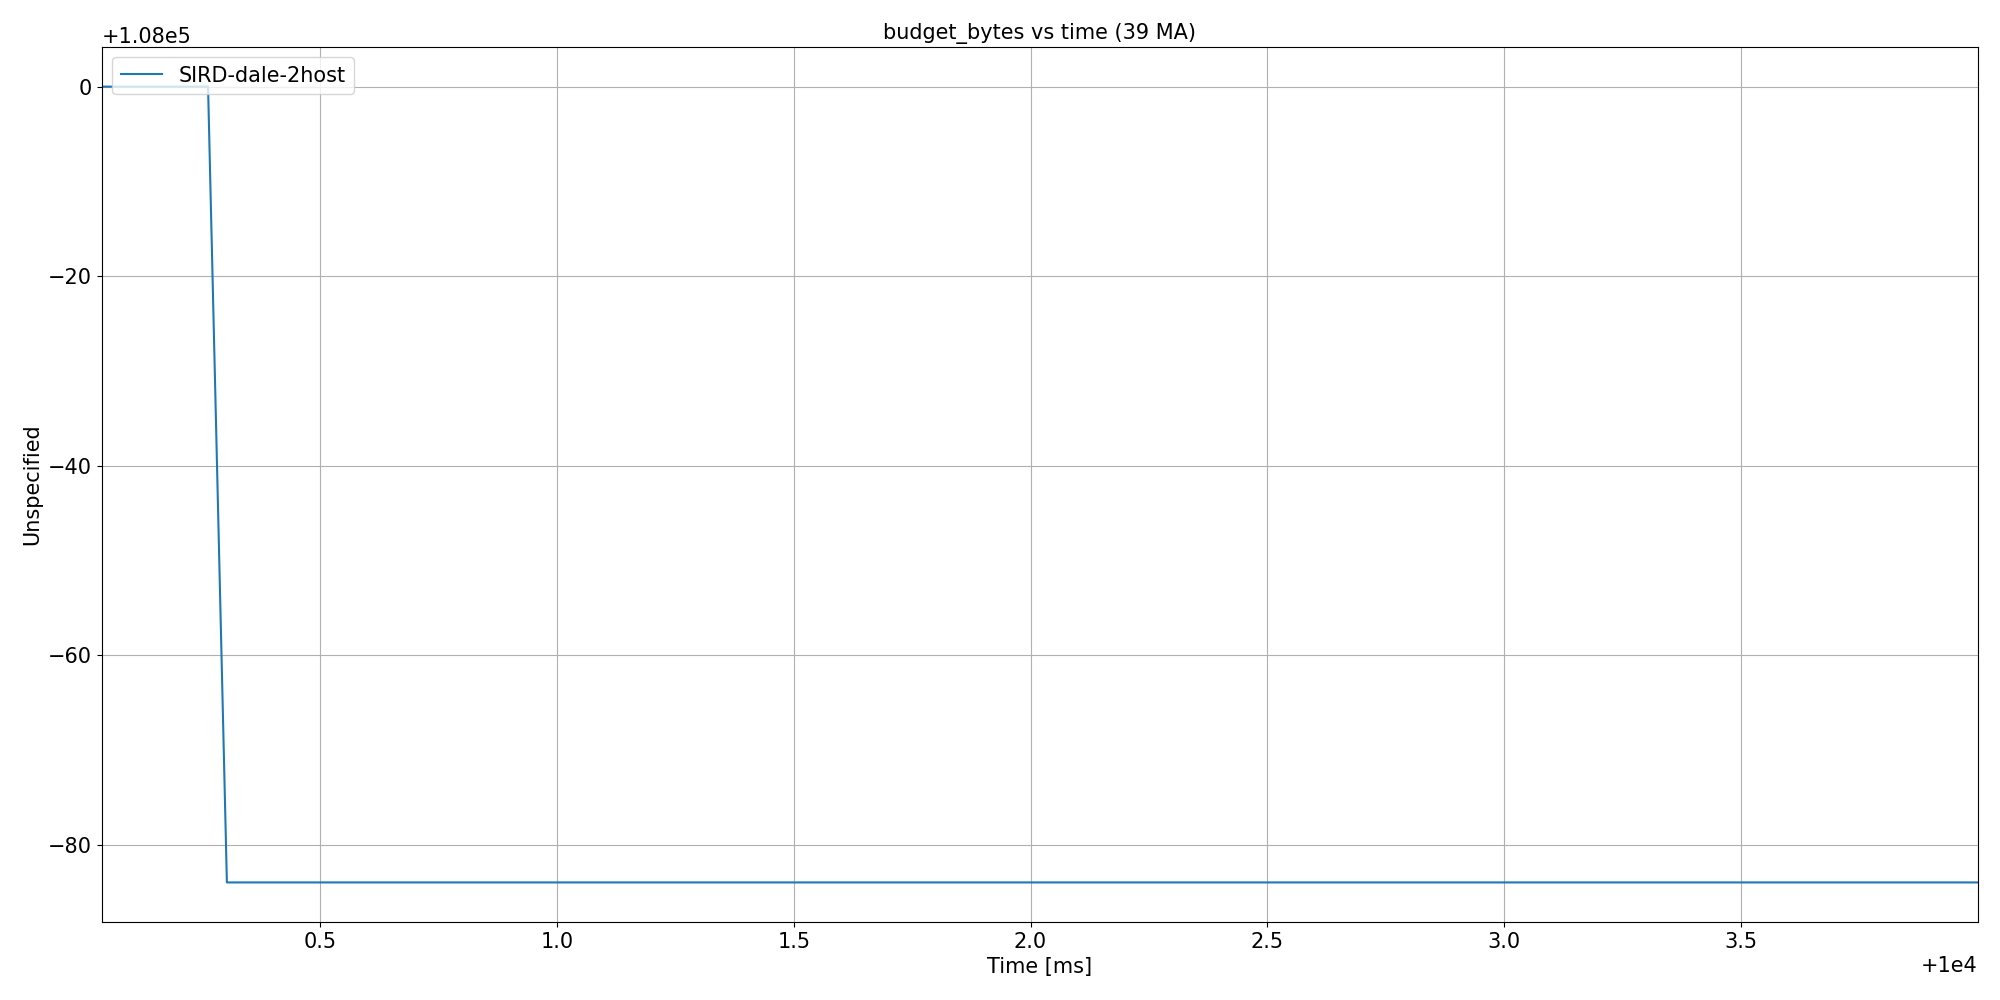 budget_bytes vs time (39 MA)
+1.08e5
SIRD-dale-2host
0
−20
−40
−60
−80
Unspecified
0.5
1.0
1.5
2.0
2.5
3.0
3.5
Time [ms]
+1e4